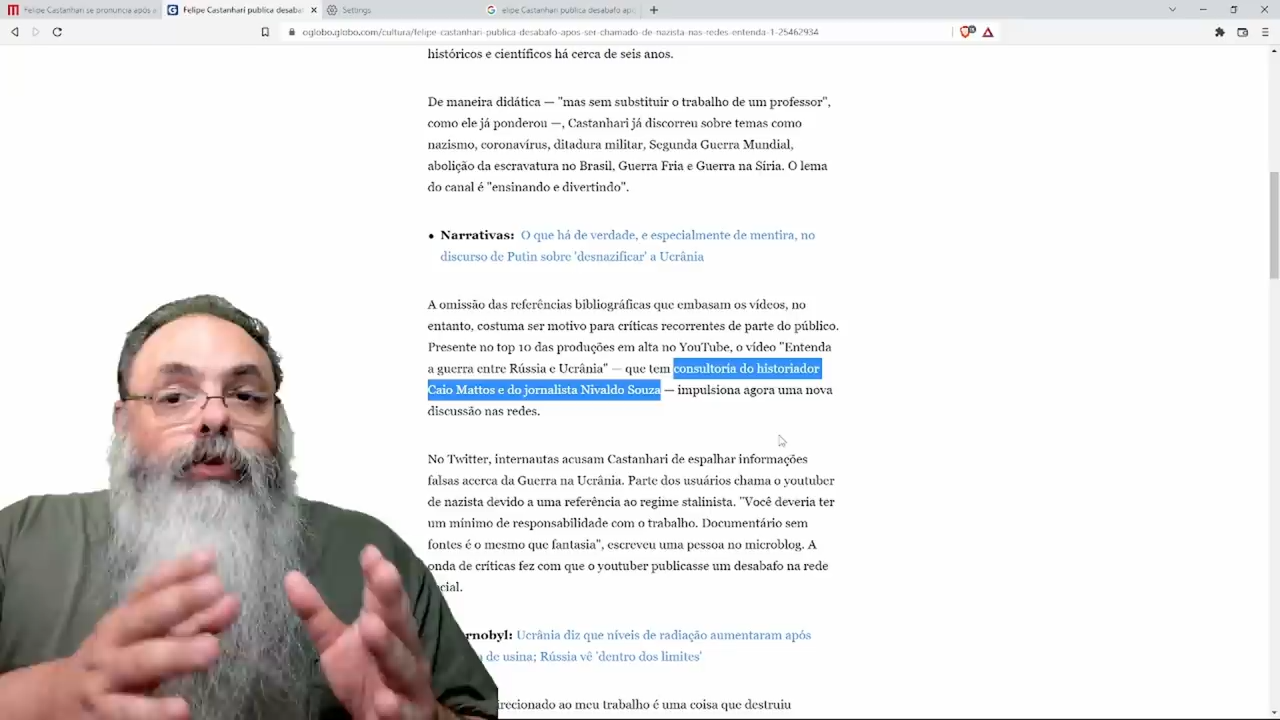 Felipe Castanhari se pronuncia após a
Felipe Castanhari publica desaba
Settings
elipe Castanhari publica desabafo apó
oglobo.globo.com/cultura/felipe-castanhari-publica-desabafo-apos-ser-chamado-de-nazista-nas-redes-entenda-1-25462934
históricos e científicos há cerca de seis anos.
De maneira didática — "mas sem substituir o trabalho de um professor",
como ele já ponderou —, Castanhari já discorreu sobre temas como
nazismo, coronavírus, ditadura militar, Segunda Guerra Mundial,
abolição da escravatura no Brasil, Guerra Fria e Guerra na Síria. O lema
do canal é "ensinando e divertindo".
• Narrativas: O que há de verdade, e especialmente de mentira, no
discurso de Putin sobre 'desnazificar' a Ucrânia
A omissão das referências bibliográficas que embasam os vídeos, no
entanto, costuma ser motivo para críticas recorrentes de parte do público.
Presente no top 10 das produções em alta no YouTube, o vídeo "Entenda
a guerra entre Rússia e Ucrânia" — que tem consultoria do historiador
Caio Mattos e do jornalista Nivaldo Souza — impulsiona agora uma nova
discussão nas redes.
No Twitter, internautas acusam Castanhari de espalhar informações
falsas acerca da Guerra na Ucrânia. Parte dos usuários chama o youtuber
de nazista devido a uma referência ao regime stalinista. "Você deveria ter
um mínimo de responsabilidade com o trabalho. Documentário sem
fontes é o mesmo que fantasia", escreveu uma pessoa no microblog. A
onda de críticas fez com que o youtuber publicasse um desabafo na rede
cial.
rnobyl: Ucrânia diz que níveis de radiação aumentaram após
de usina; Rússia vê 'dentro dos limites'
irecionado ao meu trabalho é uma coisa que destruiu